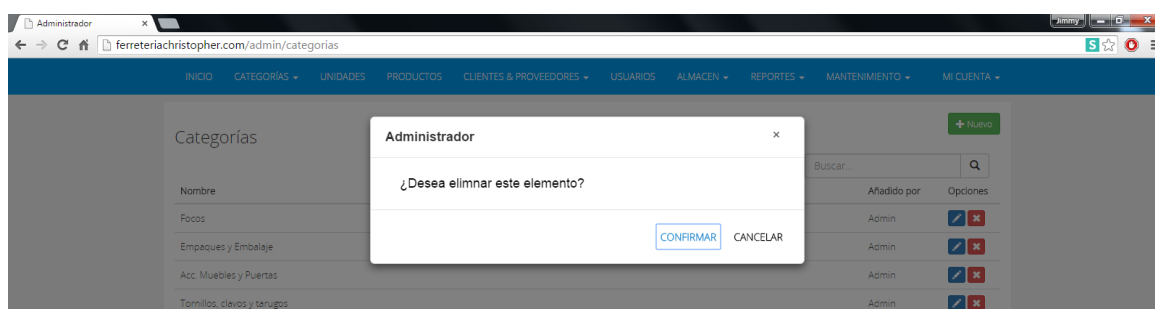 Administrador
Jimmy
ferreteriachristopher.com/admin/categorias
INICIO CATEGORÍAS UNIDADES PRODUCTOS CLIENTES & PROVEEDORES USUARIOS ALMACEN REPORTES MANTENIMIENTO MI CUENTA
Categorías
+ Nuevo
Administrador ×
¿Desea elimnar este elemento?
CONFIRMAR CANCELAR
Buscar...
Nombre Añadido por Opciones
Focos Admin
Empaques y Embalaje Admin
Acc. Muebles y Puertas Admin
Tornillos, clavos y tarugos Admin